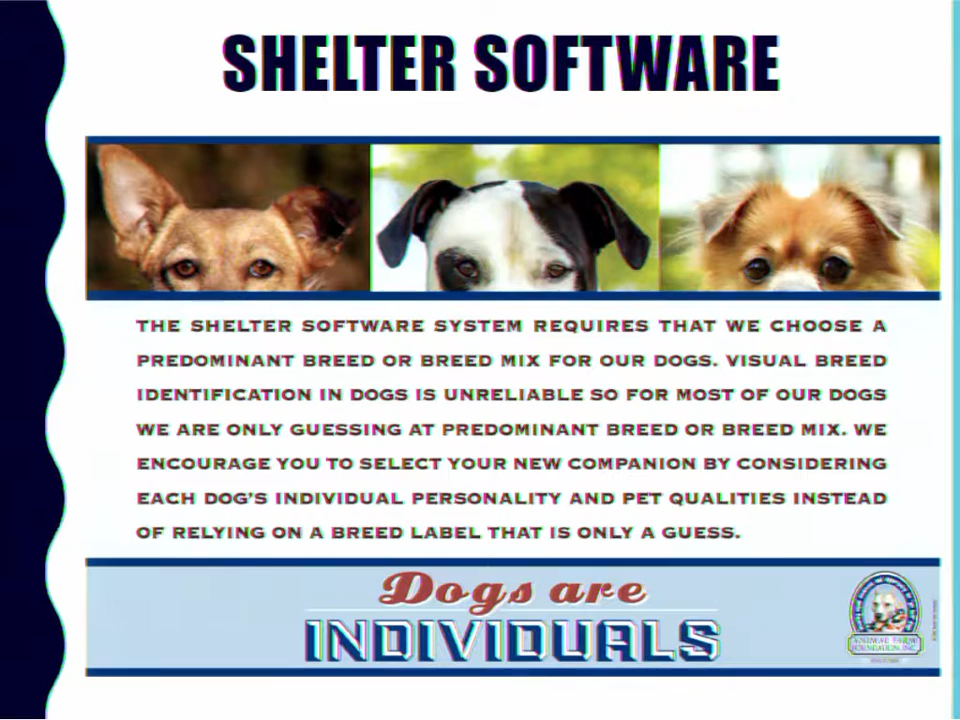 SHELTER SOFTWARE
THE SHELTER SOFTWARE SYSTEM REQUIRES THAT WE CHOOSE A
PREDOMINANT BREED OR BREED MIX FOR OUR DOGS. VISUAL BREED
IDENTIFICATION IN DOGS IS UNRELIABLE SO FOR MOST OF OUR DOGS
WE ARE ONLY GUESSING AT PREDOMINANT BREED OR BREED MIX. WE
ENCOURAGE YOU TO SELECT YOUR NEW COMPANION BY CONSIDERING
EACH DOG'S INDIVIDUAL PERSONALITY AND PET QUALITIES INSTEAD
OF RELYING ON A BREED LABEL THAT IS ONLY A GUESS.
Dogs are
INDIVIDUALS
ANIMAL FARM
FOUNDATION, INC.